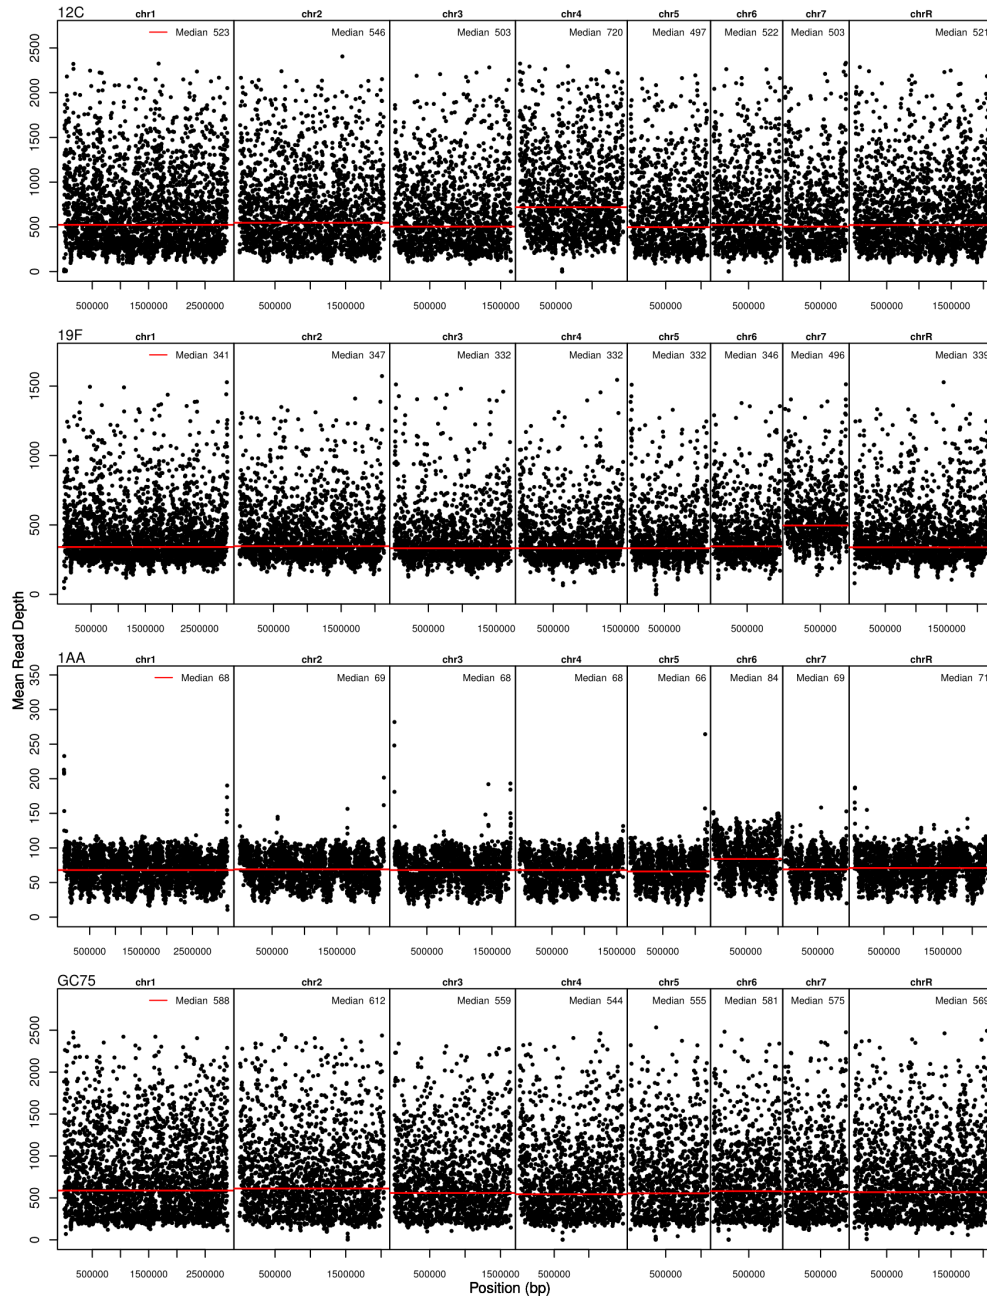 12C chr1 chr2 chr3 chr4 chr5 chr6 chr7 chrR
Median 523 Median 546 Median 503 Median 720 Median 497 Median 522 Median 503 Median 521
2500
2000
1500
1000
500
0
500000 1500000 2500000 500000 1500000 500000 1500000 500000 500000 500000 500000 500000 1500000
19F chr1 chr2 chr3 chr4 chr5 chr6 chr7 chrR
Median 341 Median 347 Median 332 Median 332 Median 332 Median 346 Median 496 Median 339
1500
1000
500
0
500000 1500000 2500000 500000 1500000 500000 1500000 500000 1500000 500000 500000 500000 500000 1500000
Mean Read Depth
1AA chr1 chr2 chr3 chr4 chr5 chr6 chr7 chrR
Median 68 Median 69 Median 68 Median 68 Median 66 Median 84 Median 69 Median 71
350
300
250
200
150
100
50
0
500000 1500000 2500000 500000 1500000 500000 1500000 500000 1500000 500000 500000 500000 500000 1500000
GC75 chr1 chr2 chr3 chr4 chr5 chr6 chr7 chrR
Median 588 Median 612 Median 559 Median 544 Median 555 Median 581 Median 575 Median 569
2500
2000
1500
1000
500
0
500000 1500000 2500000 500000 1500000 500000 1500000 500000 500000 500000 500000 500000 1500000
Position (bp)